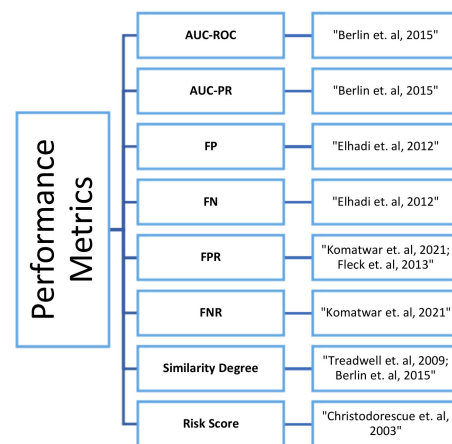 Performance
Metrics
AUC-ROC
"Berlin et. al, 2015"
AUC-PR
"Berlin et. al, 2015"
FP
"Elhadi et. al, 2012"
FN
"Elhadi et. al, 2012"
FPR
"Komatwar et. al, 2021;
Fleck et. al, 2013"
FNR
"Komatwar et. al, 2021"
Similarity Degree
"Treadwell et. al, 2009;
Berlin et. al, 2015"
Risk Score
"Christodorescue et. al,
2003"